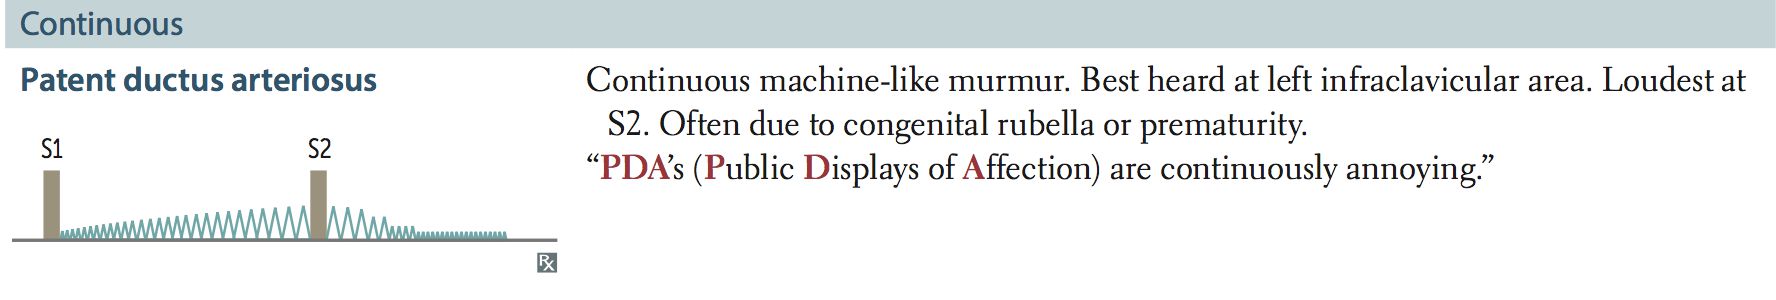 Continuous
Patent ductus arteriosus
S1
S2
Rx
Continuous machine-like murmur. Best heard at left infraclavicular area. Loudest at
S2. Often due to congenital rubella or prematurity.
“PDA’s (Public Displays of Affection) are continuously annoying.”